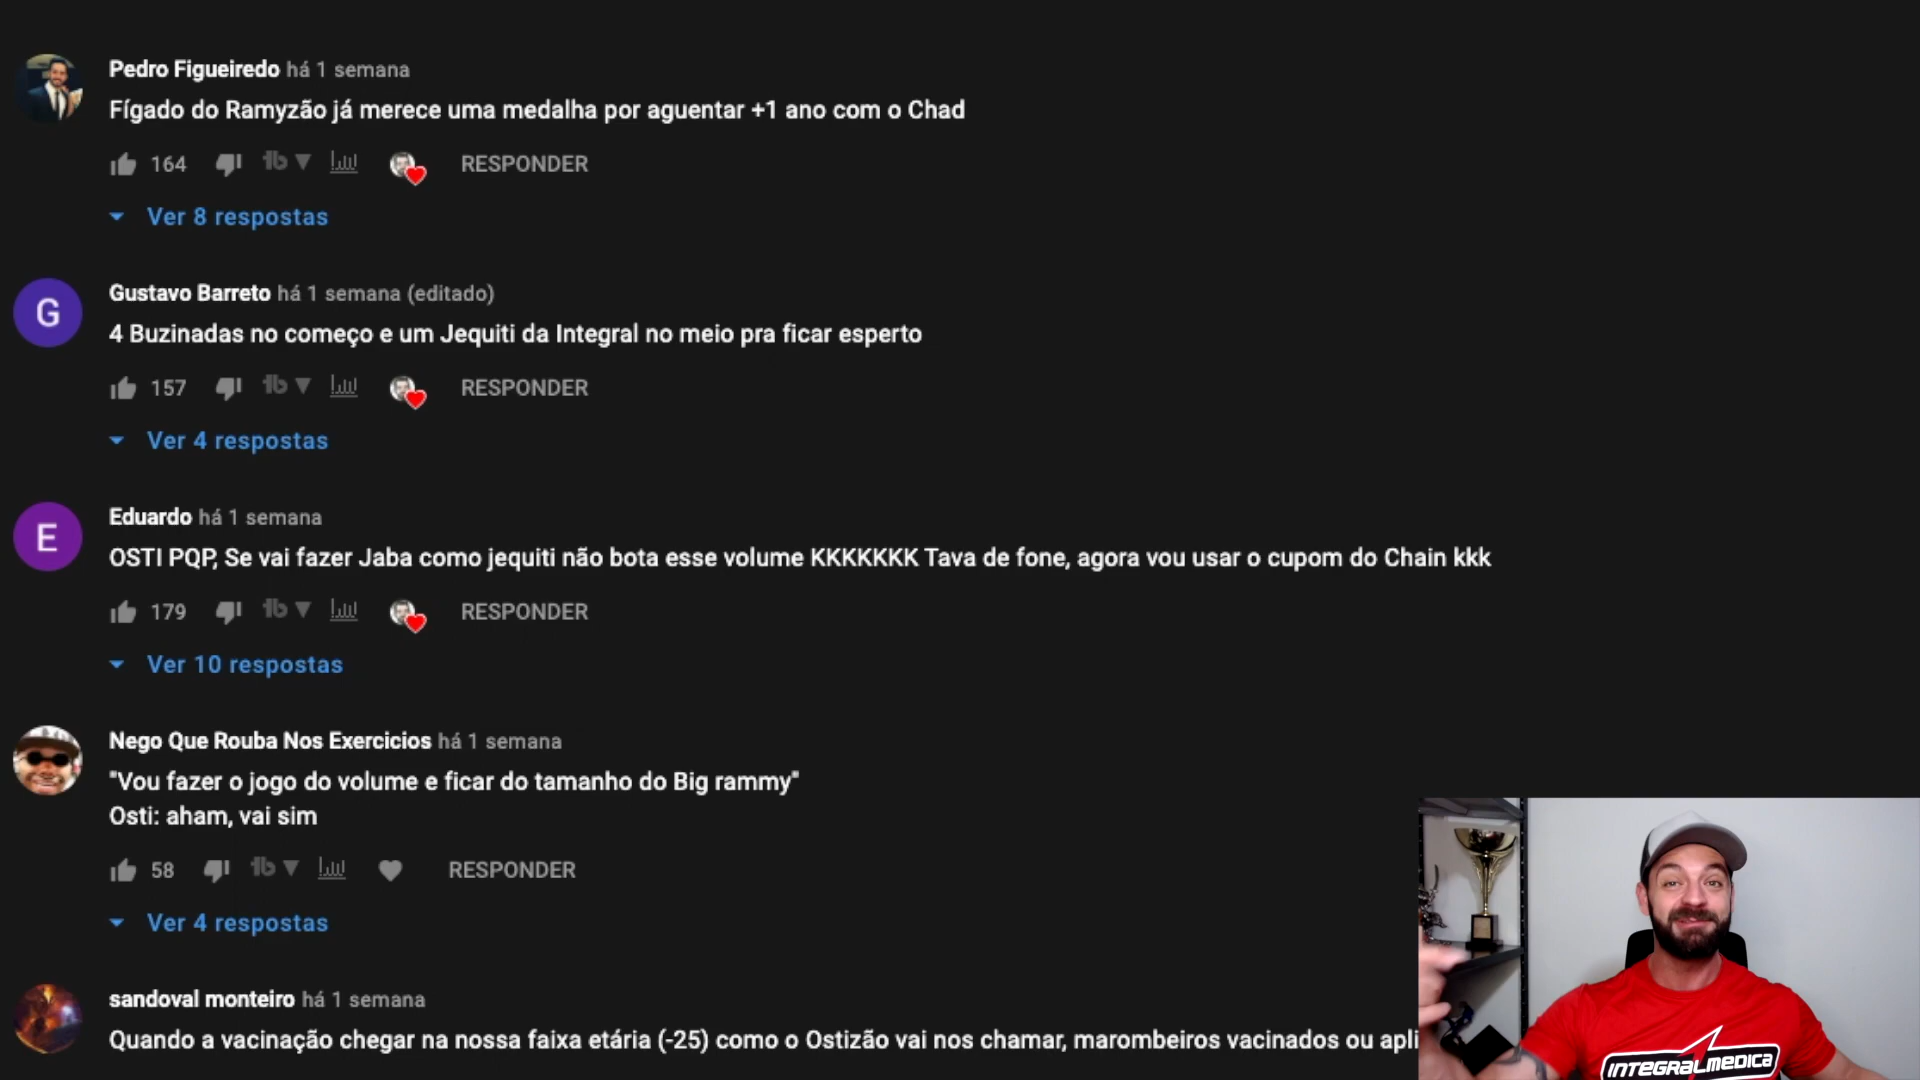 Pedro Figueiredo há 1 semana
Fígado do Ramyzão já merece uma medalha por aguentar +1 ano com o Chad
164 RESPONDER
Ver 8 respostas
G
Gustavo Barreto há 1 semana (editado)
4 Buzinadas no começo e um Jequiti da Integral no meio pra ficar esperto
157 RESPONDER
Ver 4 respostas
E
Eduardo há 1 semana
OSTI PQP, Se vai fazer Jaba como jequiti não bota esse volume KKKKKKK Tava de fone, agora vou usar o cupom do Chain kkk
179 RESPONDER
Ver 10 respostas
Nego Que Rouba Nos Exercicios há 1 semana
"Vou fazer o jogo do volume e ficar do tamanho do Big rammy"
Osti: aham, vai sim
58 RESPONDER
Ver 4 respostas
sandoval monteiro há 1 semana
Quando a vacinação chegar na nossa faixa etária (-25) como o Ostizão vai nos chamar, marombeiros vacinados ou apli
INTEGRALMEDICA